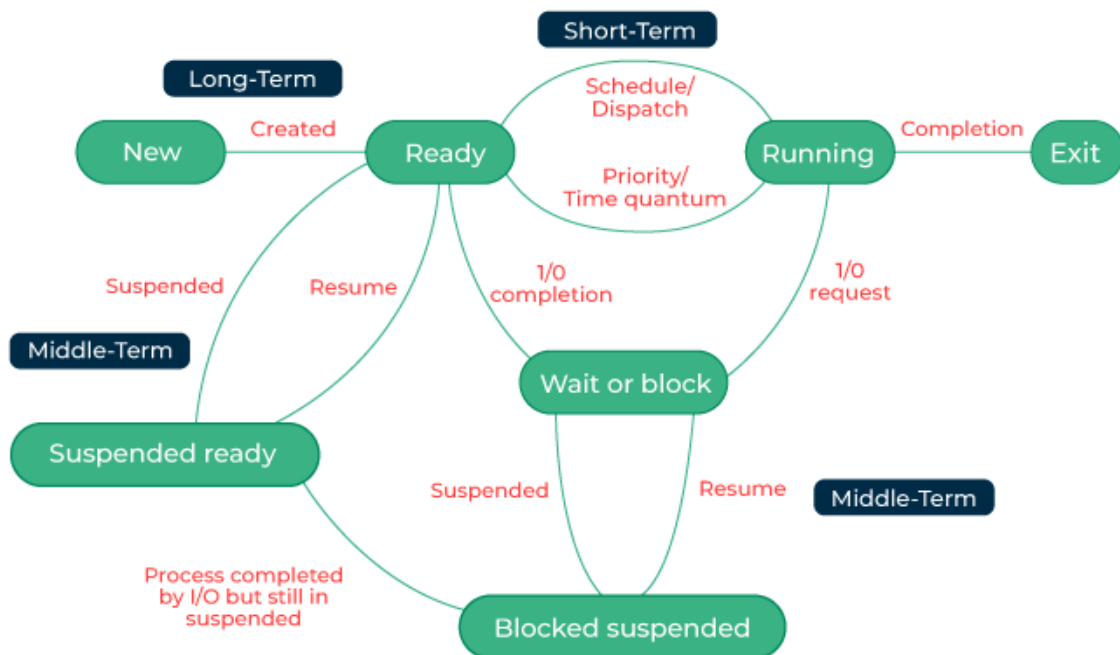 Short-Term
Long-Term
Schedule/
Dispatch
Created
Completion
New
Ready
Running
Exit
Priority/
Time quantum
Suspended
Resume
1/0
completion
1/0
request
Middle-Term
Wait or block
Suspended ready
Suspended
Resume
Middle-Term
Process completed
by I/O but still in
suspended
Blocked suspended